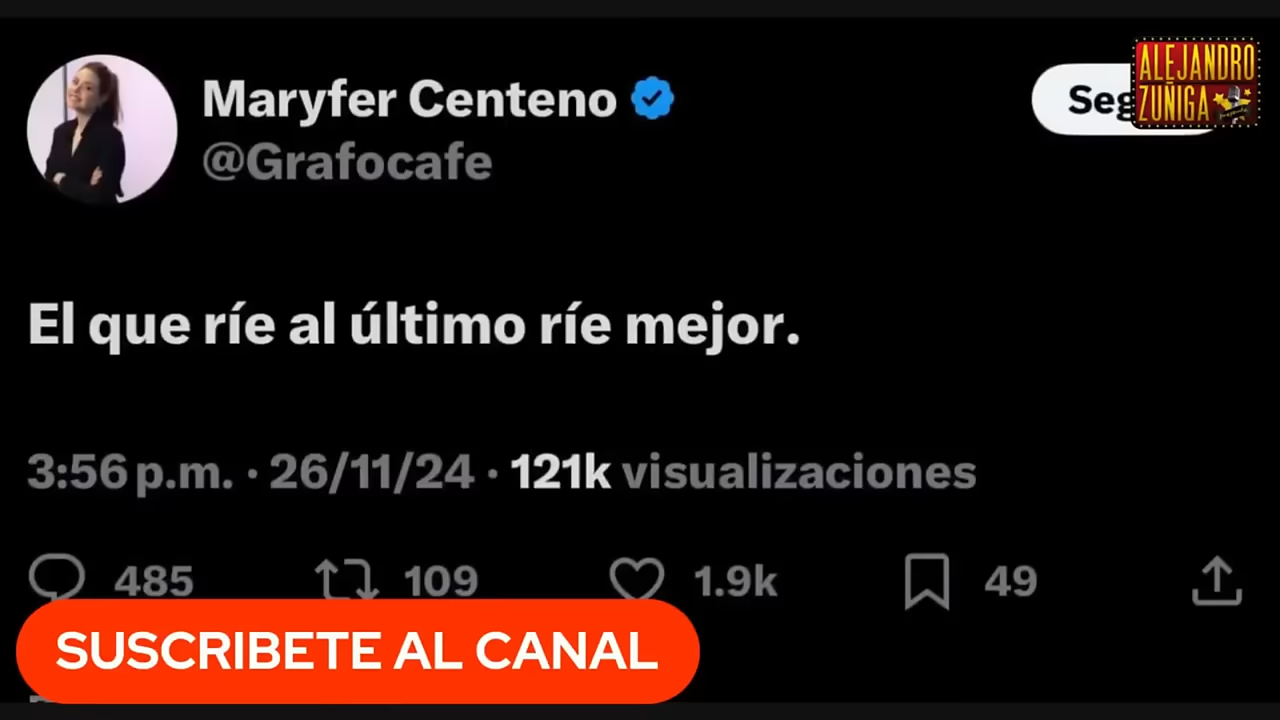 Maryfer Centeno
@Grafocafe
ALEJANDRO
ZUÑIGA
El que ríe al último ríe mejor.
3:56 p.m. · 26/11/24 · 121k visualizaciones
485 109 1.9k 49
SUSCRIBETE AL CANAL